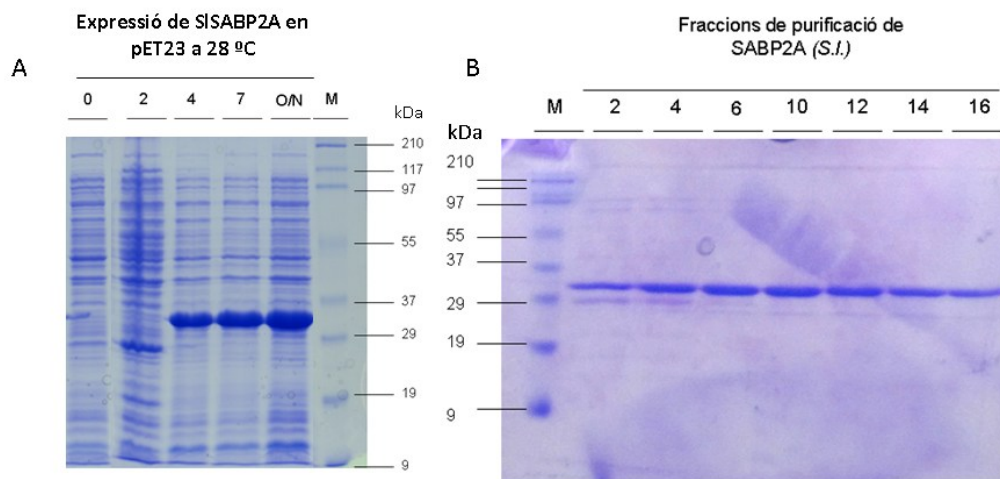 Expressió de SlSABP2A en
pET23 a 28 ºC
A
0 2 4 7 O/N M
kDa
210
117
97
55
37
29
19
9
Fraccions de purificació de
SABP2A (S.l.)
B
M 2 4 6 10 12 14 16
kDa
210
97
55
37
29
19
9